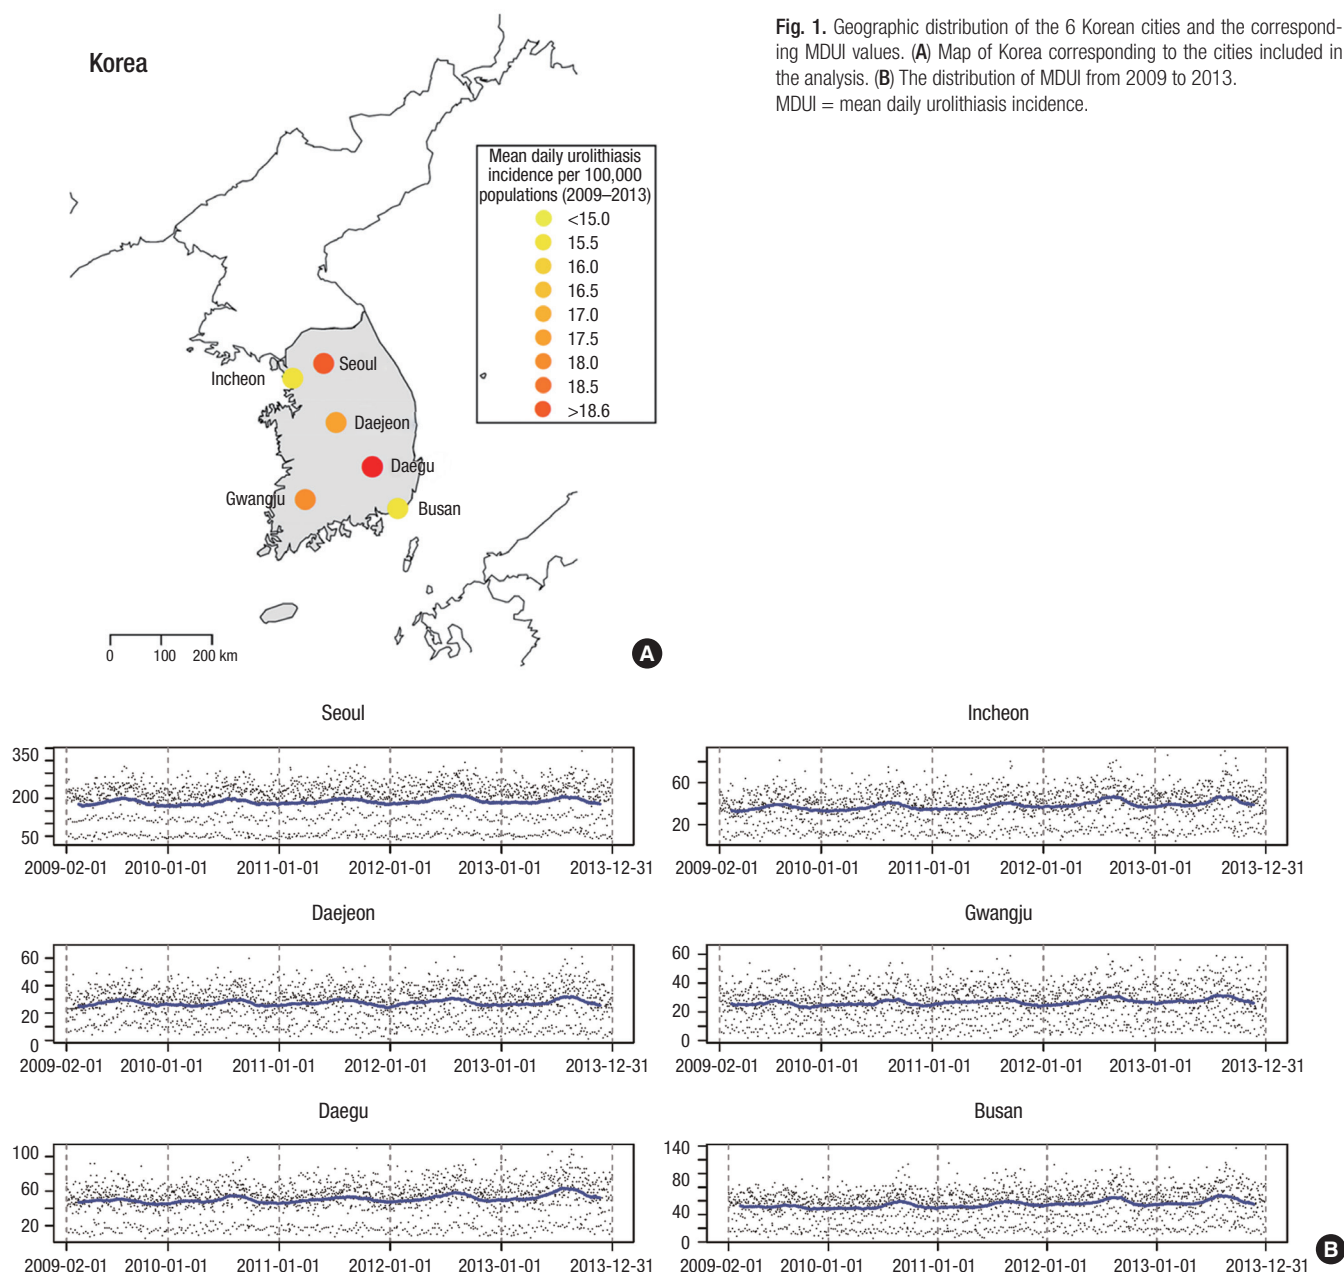 Korea
Fig. 1. Geographic distribution of the 6 Korean cities and the correspond-
ing MDUI values. (A) Map of Korea corresponding to the cities included in
the analysis. (B) The distribution of MDUI from 2009 to 2013.
MDUI = mean daily urolithiasis incidence.
Mean daily urolithiasis
incidence per 100,000
populations (2009–2013)
<15.0
15.5
16.0
16.5
17.0
17.5
18.0
18.5
>18.6
Seoul
Incheon
Daejeon
Daegu
Gwangju
Busan
0 100 200 km
A
Seoul
350
200
50
2009-02-01 2010-01-01 2011-01-01 2012-01-01 2013-01-01 2013-12-31
Incheon
60
20
2009-02-01 2010-01-01 2011-01-01 2012-01-01 2013-01-01 2013-12-31
Daejeon
60
40
20
0
2009-02-01 2010-01-01 2011-01-01 2012-01-01 2013-01-01 2013-12-31
Gwangju
60
40
20
0
2009-02-01 2010-01-01 2011-01-01 2012-01-01 2013-01-01 2013-12-31
Daegu
100
60
20
2009-02-01 2010-01-01 2011-01-01 2012-01-01 2013-01-01 2013-12-31
Busan
140
80
40
0
2009-02-01 2010-01-01 2011-01-01 2012-01-01 2013-01-01 2013-12-31
B